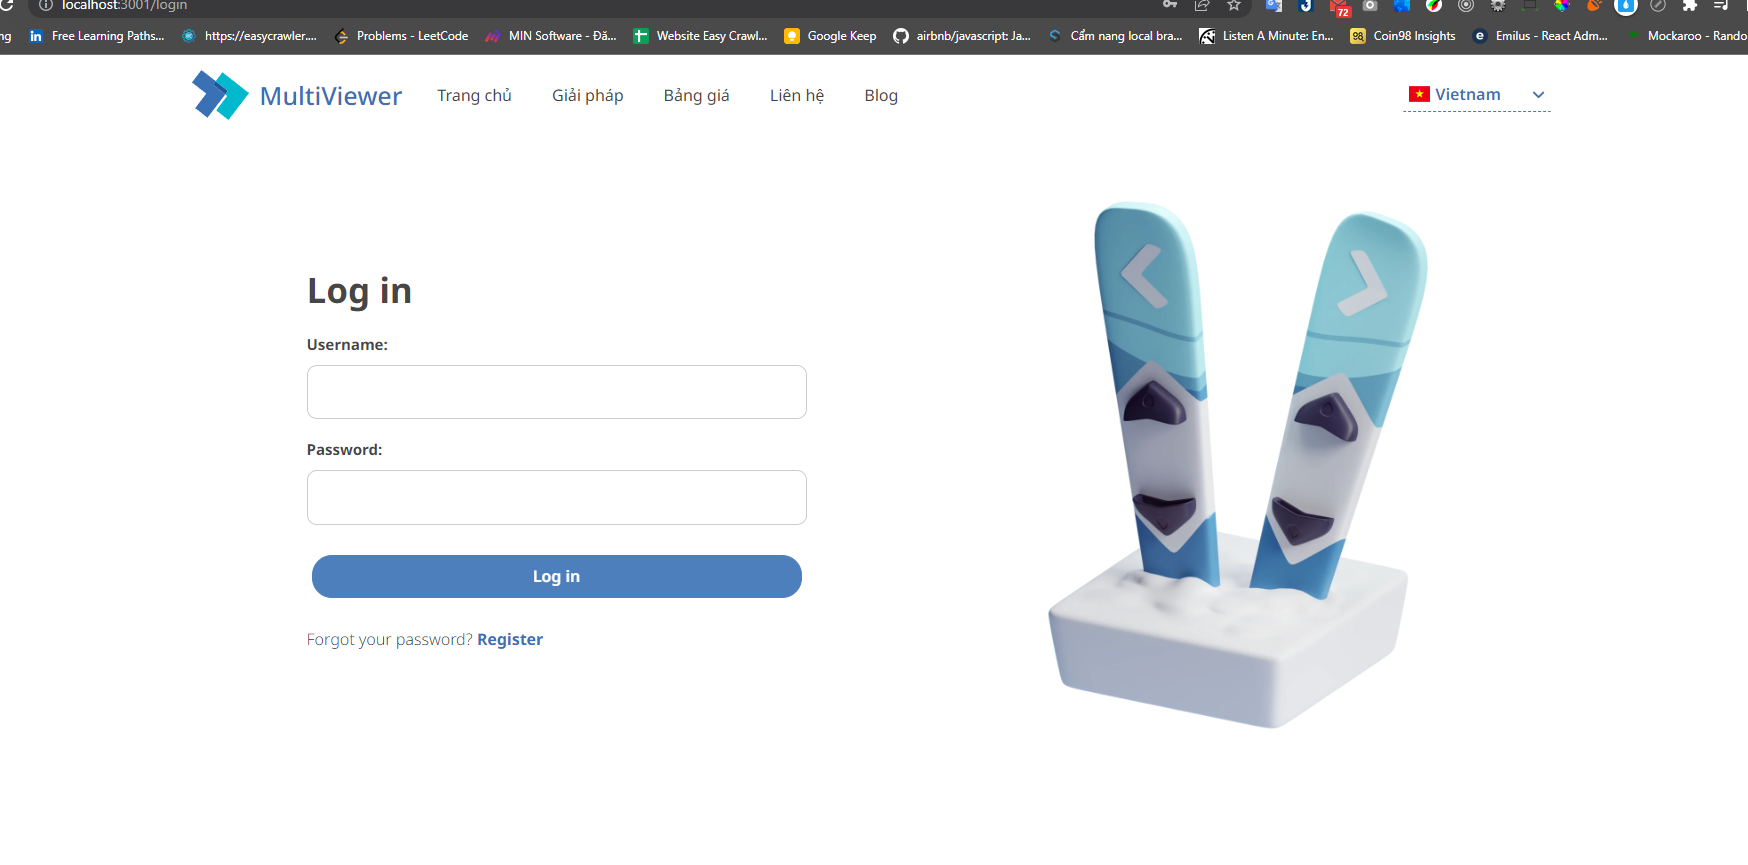 localhost:3001/login
72
ng Free Learning Paths... https://easycrawler.... Problems - LeetCode MIN Software - Đă... Website Easy Crawl... Google Keep airbnb/javascript: Ja... Cẩm nang local bra... Listen A Minute: En... 98 Coin98 Insights e Emilus - React Adm... Mockaroo - Rando
MultiViewer Trang chủ Giải pháp Bảng giá Liên hệ Blog Vietnam
Log in
Username:
Password:
Log in
Forgot your password? Register